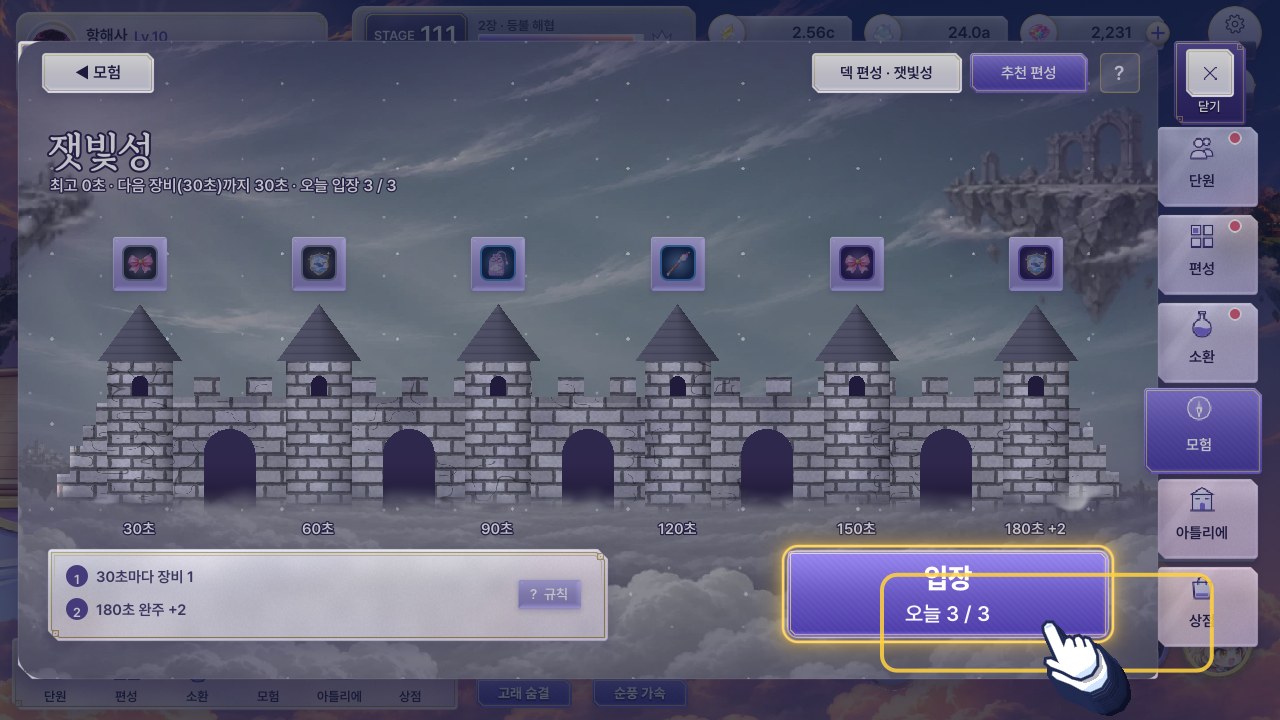 항해사 Lv.10
STAGE 111
2장 · 등불 해협
2.56c
24.0a
2,231
◀ 모험
덱 편성 · 잿빛성
추천 편성
?
닫기
잿빛성
최고 0초 · 다음 장비(30초)까지 30초 · 오늘 입장 3 / 3
단원
편성
소환
모험
아틀리에
상점
30초
60초
90초
120초
150초
180초 +2
1 30초마다 장비 1
2 180초 완주 +2
? 규칙
입장
오늘 3 / 3
단원
편성
소환
모험
아틀리에
상점
고래 숨결
순풍 가속